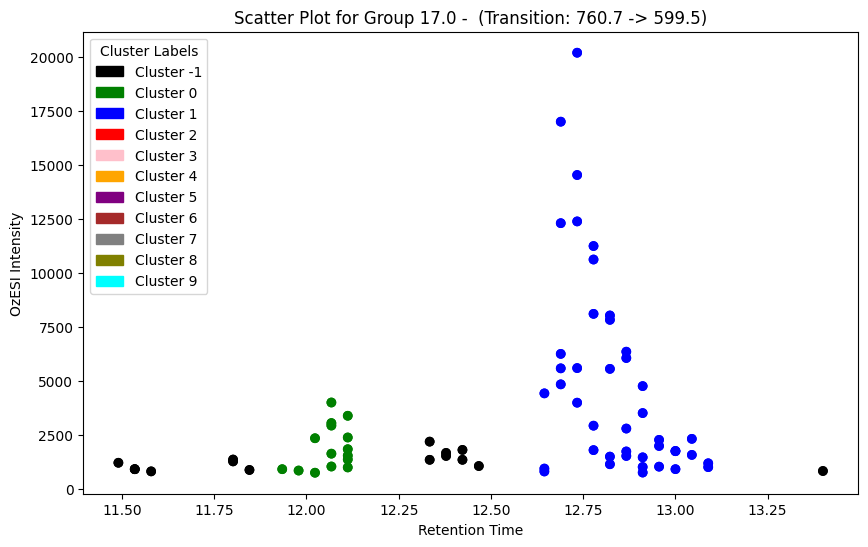 Scatter Plot for Group 17.0 -  (Transition: 760.7 -> 599.5)
Cluster Labels
Cluster -1
Cluster 0
Cluster 1
Cluster 2
Cluster 3
Cluster 4
Cluster 5
Cluster 6
Cluster 7
Cluster 8
Cluster 9
OzESI Intensity
20000
17500
15000
12500
10000
7500
5000
2500
0
11.50 11.75 12.00 12.25 12.50 12.75 13.00 13.25
Retention Time